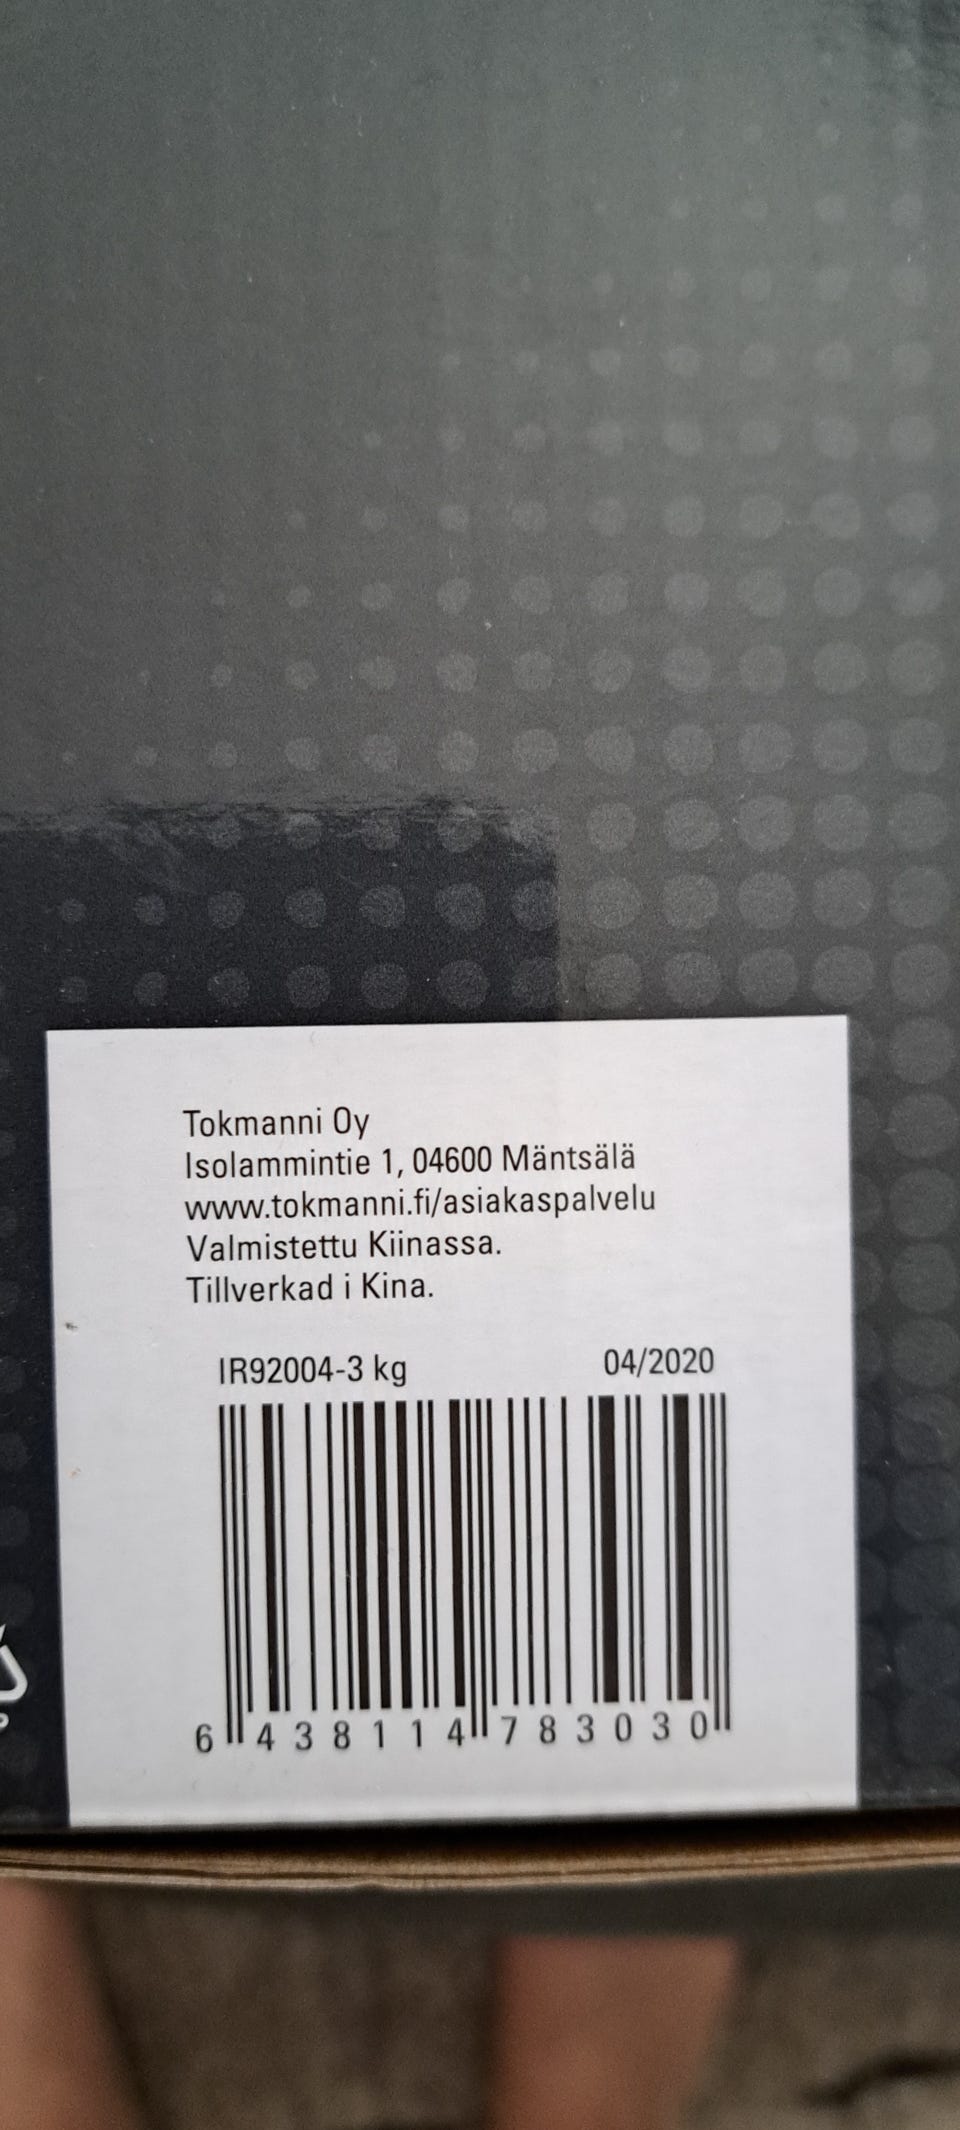 Tokmanni Oy
Isolammintie 1, 04600 Mäntsälä
www.tokmanni.fi/asiakaspalvelu
Valmistettu Kiinassa.
Tillverkad i Kina.
IR92004-3 kg 04/2020
6 438114 783030